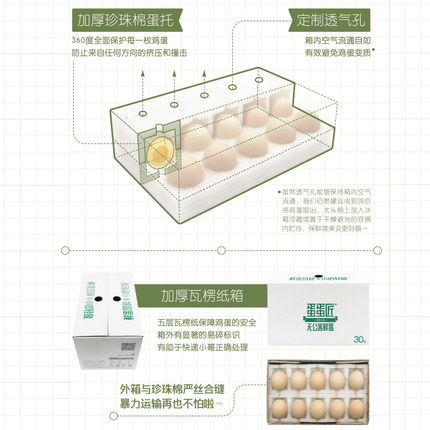 加厚珍珠棉蛋托
360度全面保护每一枚鸡蛋
防止来自任何方向的挤压和撞击
定制透气孔
箱内空气流通自如
有效避免鸡蛋变质
虽然透气孔能够保持箱内空气
流通，我们仍然建议收到货后
将鸡蛋取出，大头朝上放入冰
箱冷藏或置于干燥避光的容器
内贮存，保鲜效果会更好哦~
加厚瓦楞纸箱
五层瓦楞纸保障鸡蛋的安全
箱外有显著的易碎标识
有助于快递小哥正确处理
外箱与珍珠棉严丝合缝
暴力运输再也不怕啦~
蛋蛋匠
无公害鲜蛋
30